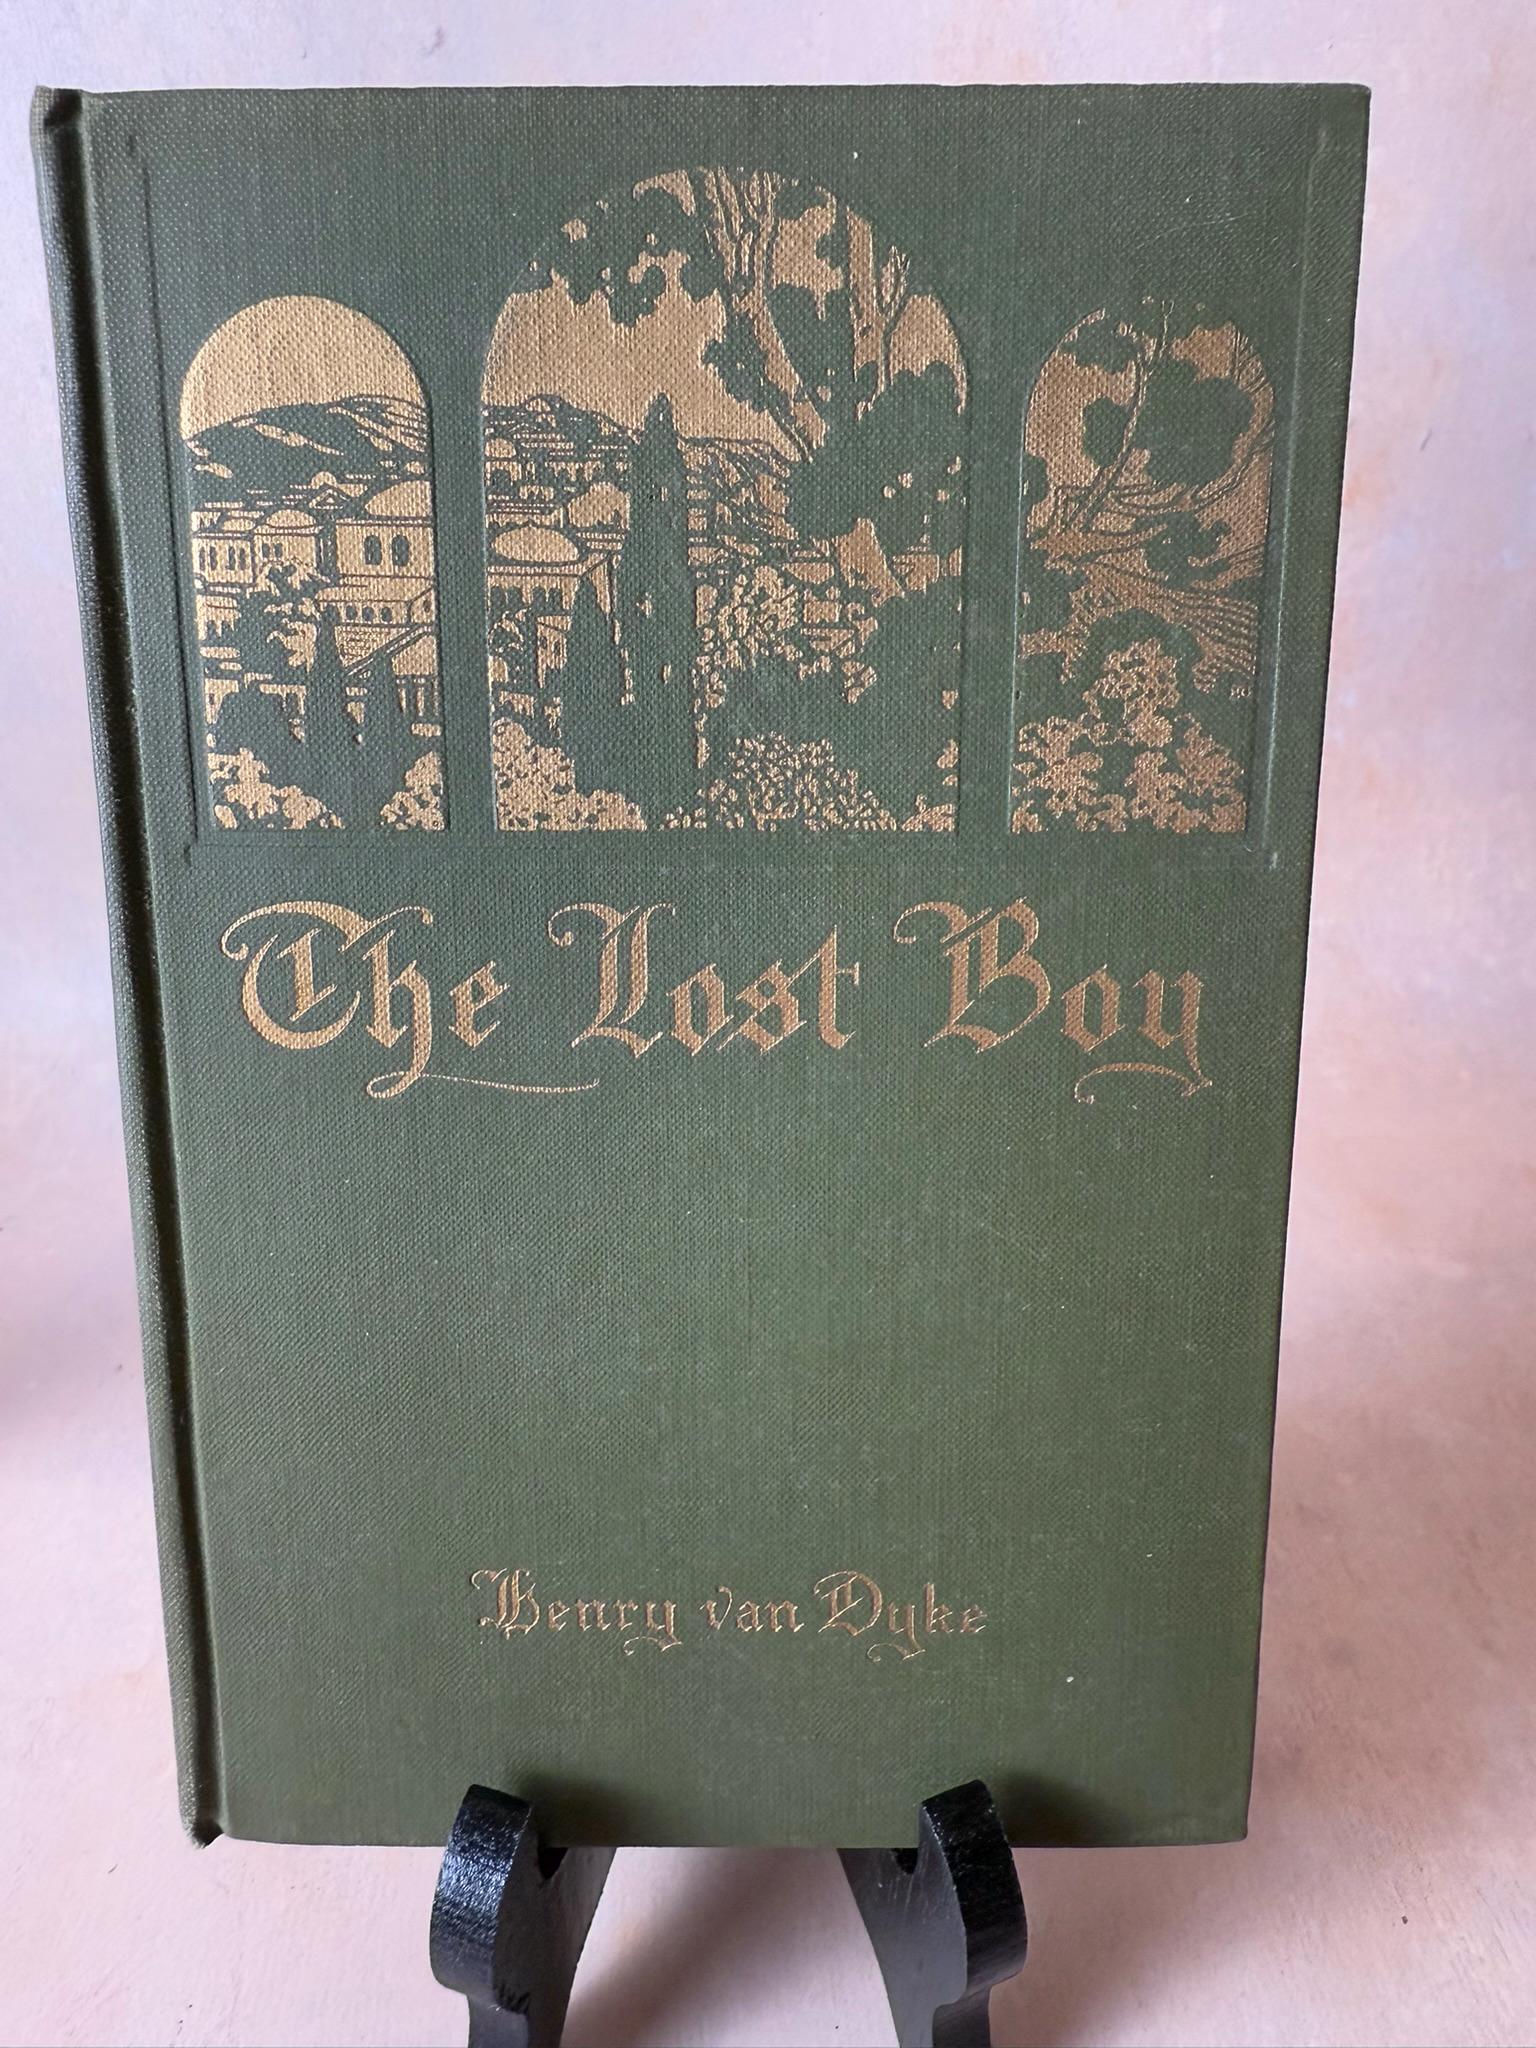 The Lost Boy
Henry van Dyke